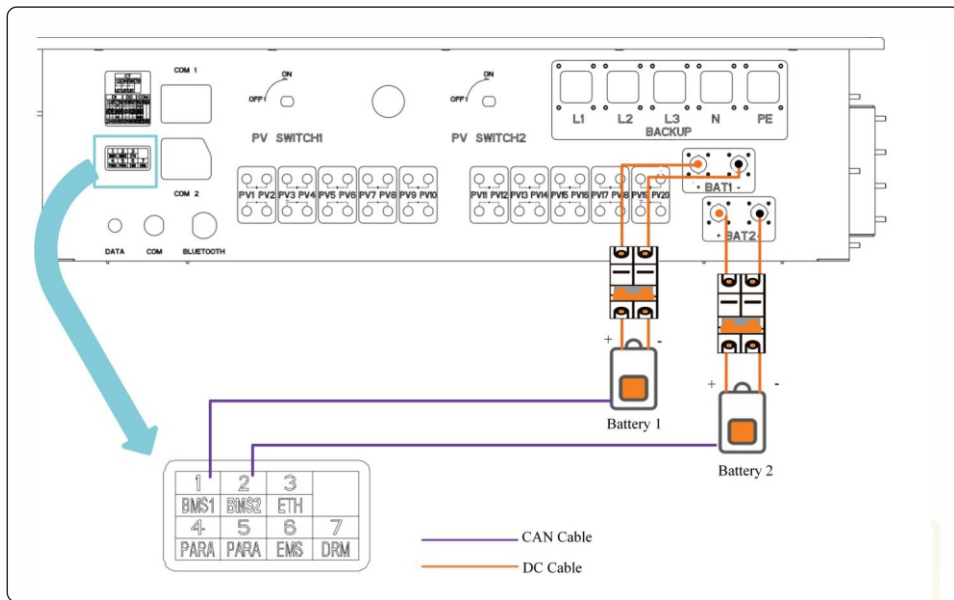 COM 1
ON
OFF
PV SWITCH1
ON
OFF
PV SWITCH2
L1 L2 L3 N PE
BACKUP
COM 2
PV1 PV2 PV3 PV4 PV5 PV6 PV7 PV8 PV9 PV10
PV11 PV12 PV13 PV14 PV15 PV16 PV17 PV19 PV20
+ BAT1 -
+ BAT2 -
DATA COM BLUETOOTH
+ -
Battery 1
+ -
Battery 2
1 2 3
BMS1 BMS2 ETH
4 5 6 7
PARA PARA EMS DRM
CAN Cable
DC Cable